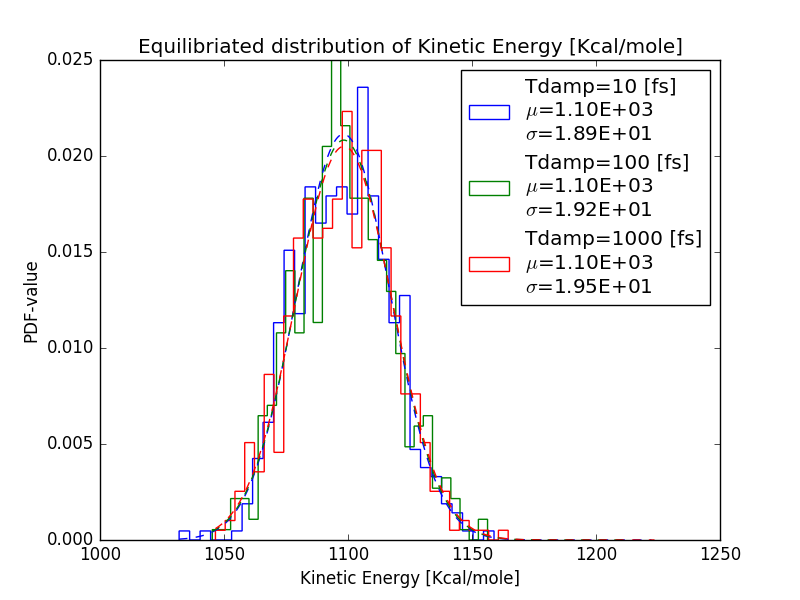 Equilibriated distribution of Kinetic Energy [Kcal/mole]
0.025
0.020
0.015
0.010
0.005
0.000
PDF-value
Tdamp=10 [fs]
μ=1.10E+03
σ=1.89E+01
Tdamp=100 [fs]
μ=1.10E+03
σ=1.92E+01
Tdamp=1000 [fs]
μ=1.10E+03
σ=1.95E+01
1000
1050
1100
1150
1200
1250
Kinetic Energy [Kcal/mole]